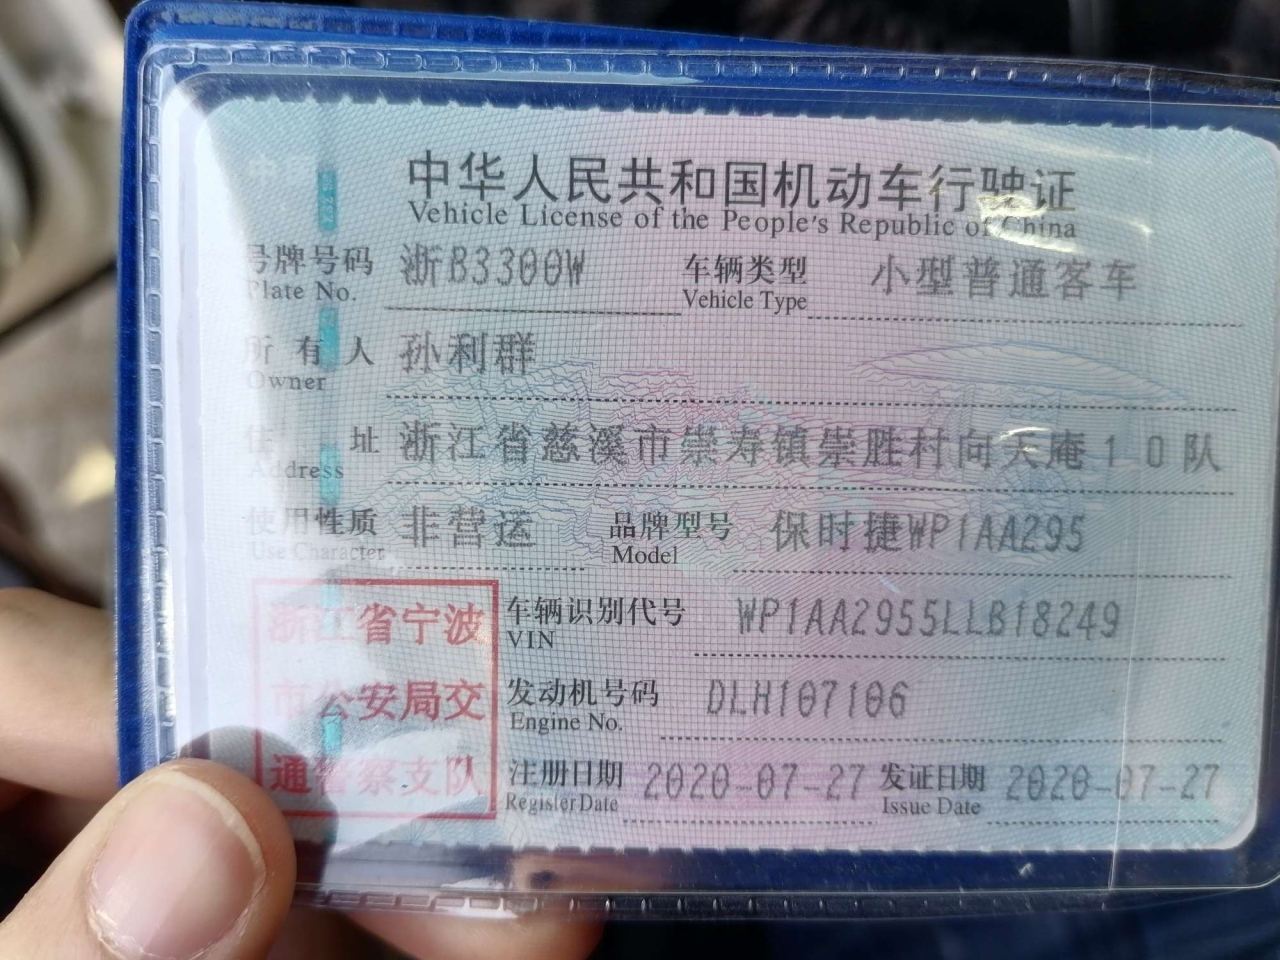 中华人民共和国机动车行驶证
Vehicle License of the People's Republic of China
号牌号码 浙B3300W 车辆类型 小型普通客车
Plate No. Vehicle Type
所有人 孙利群
Owner
住址 浙江省慈溪市崇寿镇崇胜村向天庵10队
Address
使用性质 非营运 品牌型号 保时捷WP1AA295
Use Character Model
浙江省宁波 车辆识别代号 WP1AA2955LLB18249
VIN
市公安局交 发动机号码 DLH107106
Engine No.
通警察支队 注册日期 2020-07-27 发证日期 2020-07-27
Register Date Issue Date